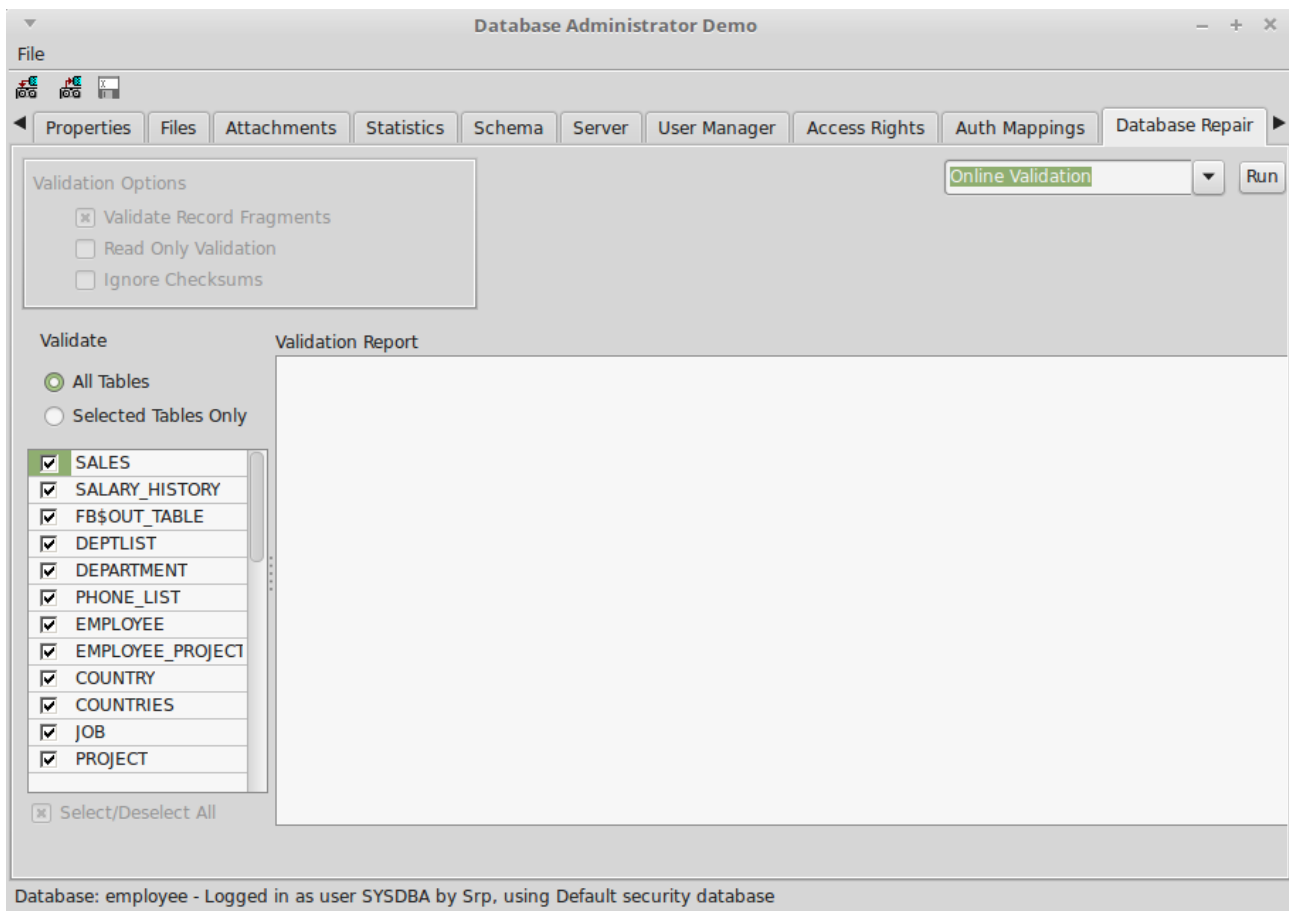 Database Administrator Demo
File
Properties Files Attachments Statistics Schema Server User Manager Access Rights Auth Mappings Database Repair
Validation Options
Online Validation Run
Validate Record Fragments
Read Only Validation
Ignore Checksums
Validate
Validation Report
All Tables
Selected Tables Only
SALES
SALARY_HISTORY
FB$OUT_TABLE
DEPTLIST
DEPARTMENT
PHONE_LIST
EMPLOYEE
EMPLOYEE_PROJECT
COUNTRY
COUNTRIES
JOB
PROJECT
Select/Deselect All
Database: employee - Logged in as user SYSDBA by Srp, using Default security database